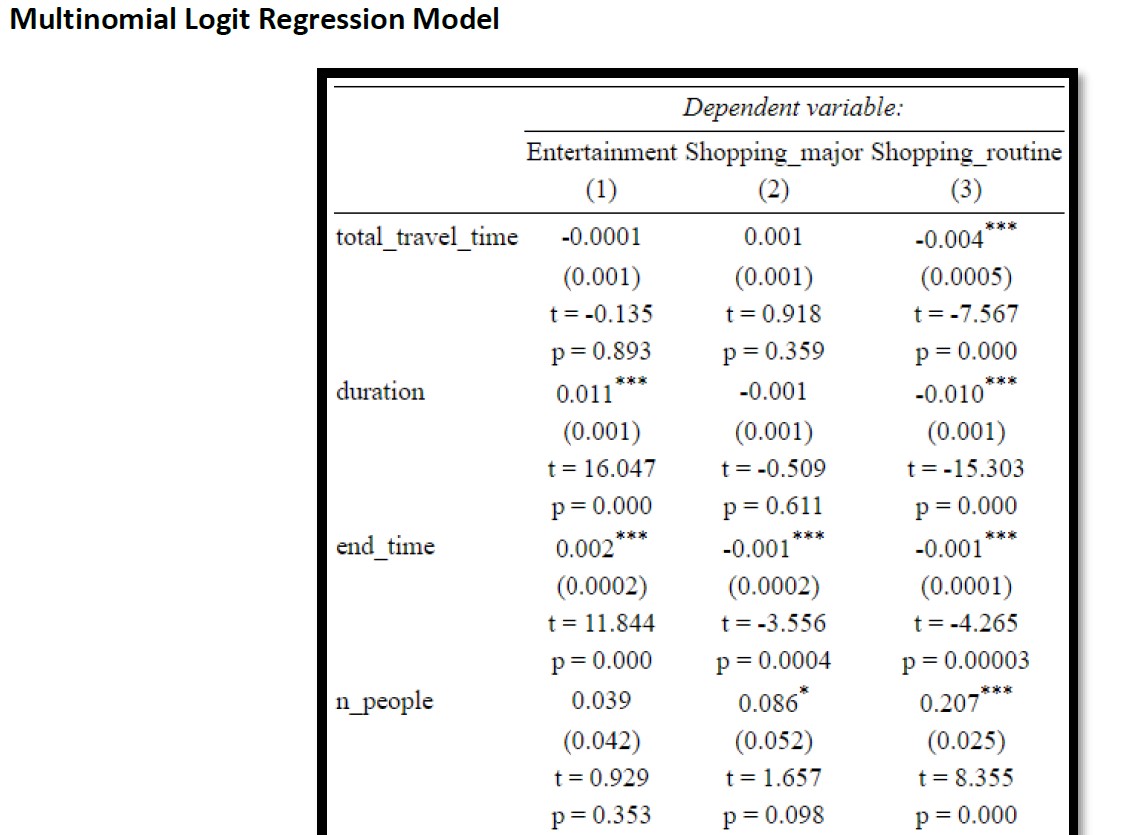 Multinomial Logit Regression Model
Dependent variable:
Entertainment Shopping_major Shopping_routine
(1) (2) (3)
total_travel_time -0.0001 0.001 -0.004***
(0.001) (0.001) (0.0005)
t = -0.135 t = 0.918 t = -7.567
p = 0.893 p = 0.359 p = 0.000
duration 0.011*** -0.001 -0.010***
(0.001) (0.001) (0.001)
t = 16.047 t = -0.509 t = -15.303
p = 0.000 p = 0.611 p = 0.000
end_time 0.002*** -0.001*** -0.001***
(0.0002) (0.0002) (0.0001)
t = 11.844 t = -3.556 t = -4.265
p = 0.000 p = 0.0004 p = 0.00003
n_people 0.039 0.086* 0.207***
(0.042) (0.052) (0.025)
t = 0.929 t = 1.657 t = 8.355
p = 0.353 p = 0.098 p = 0.000